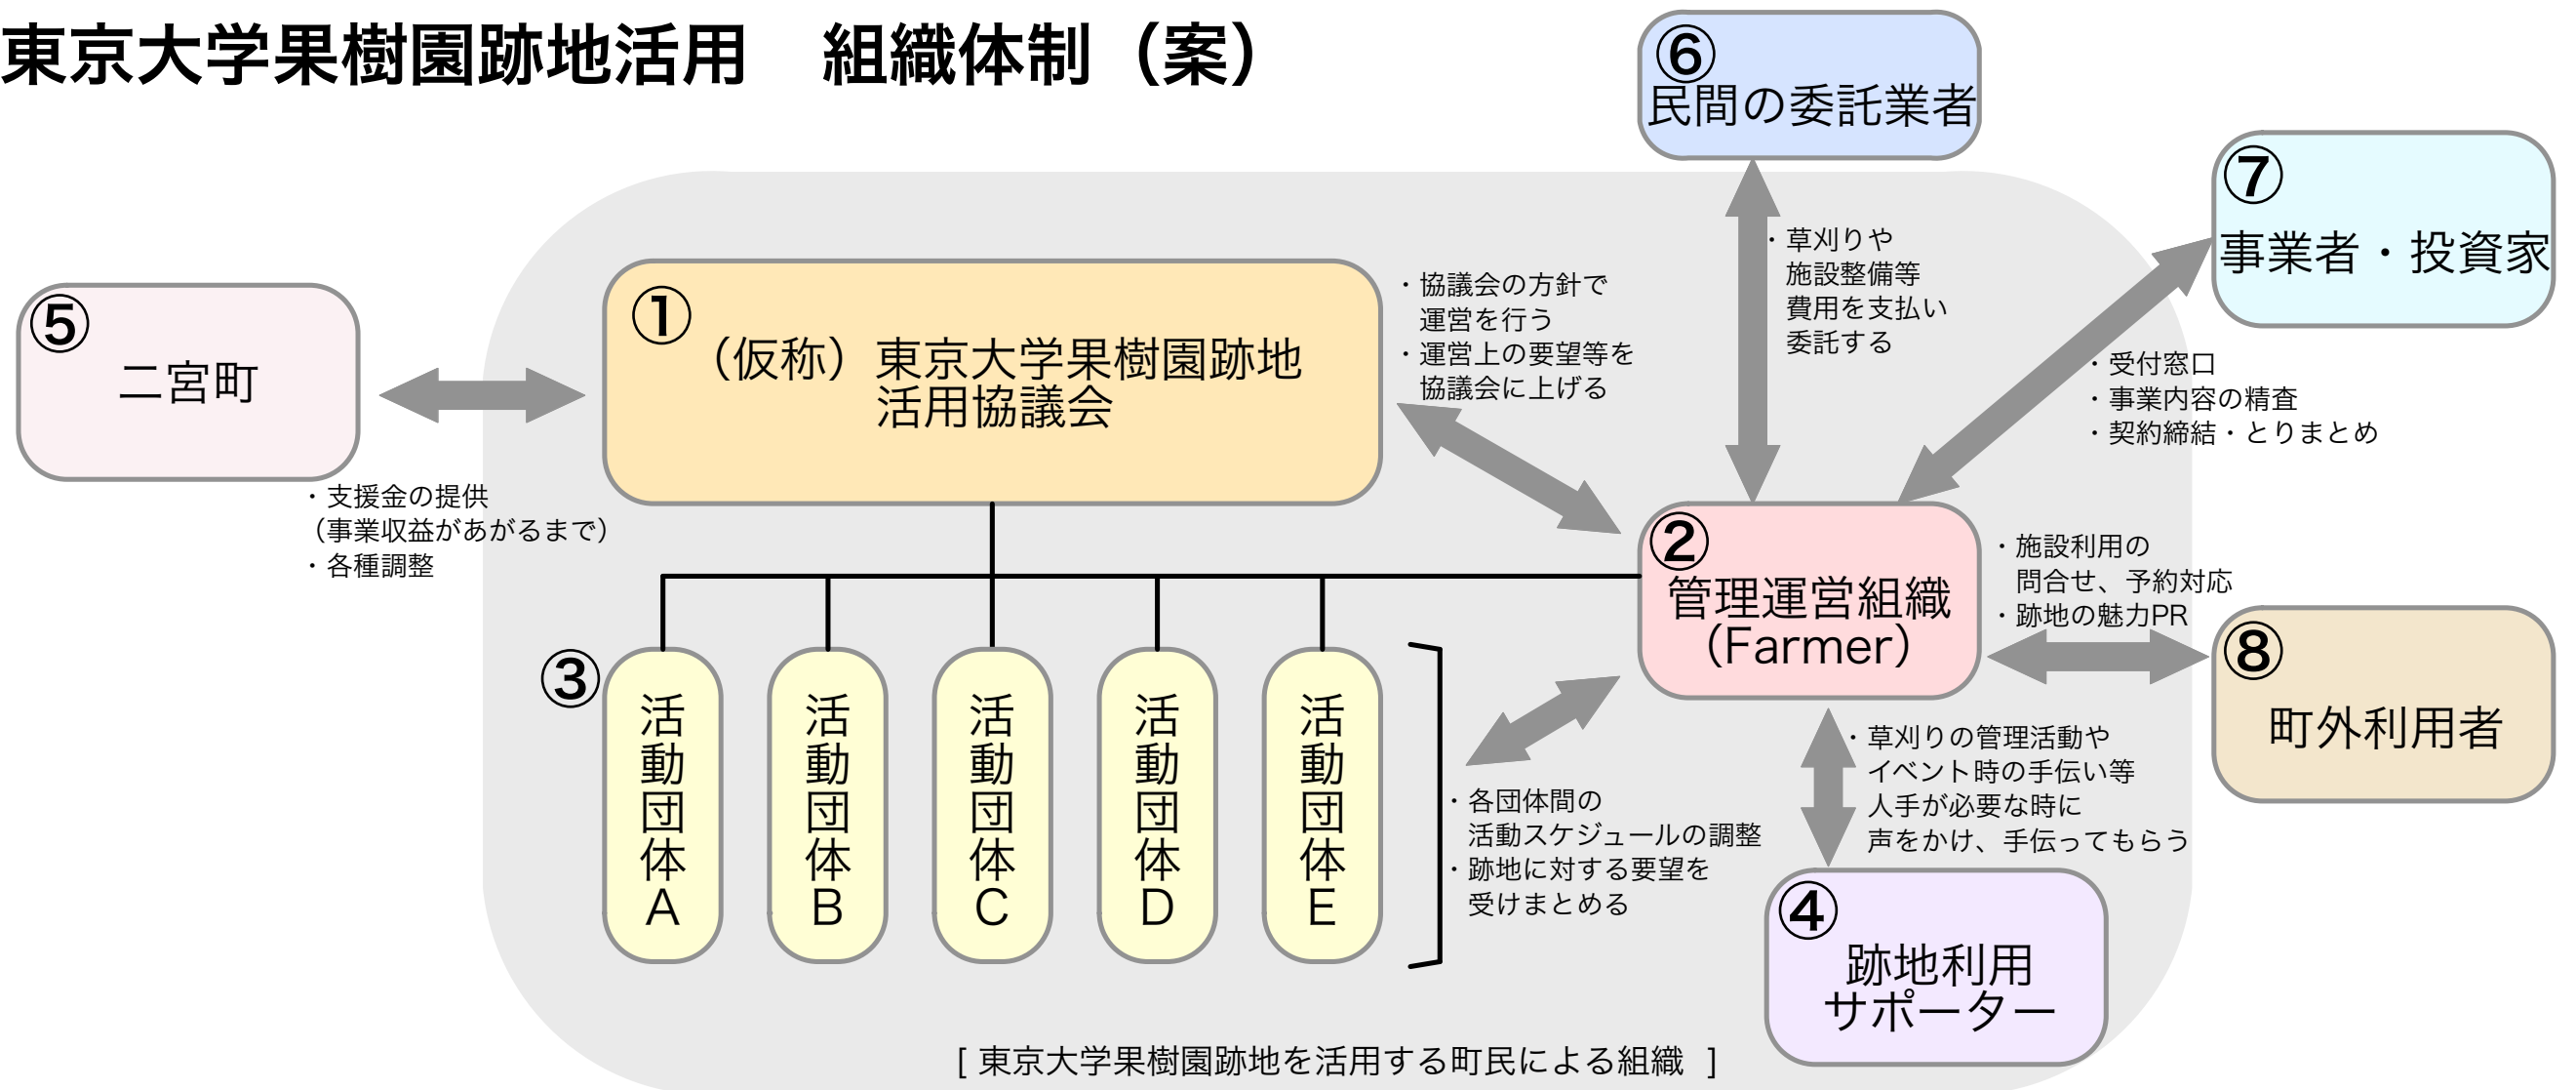 東京大学果樹園跡地活用　組織体制（案）
⑥
民間の委託業者
⑦
事業者・投資家
・草刈りや
施設整備等
費用を支払い
委託する
①
（仮称）東京大学果樹園跡地
活用協議会
・協議会の方針で
運営を行う
・運営上の要望等を
協議会に上げる
⑤
二宮町
・受付窓口
・事業内容の精査
・契約締結・とりまとめ
・支援金の提供
（事業収益があがるまで）
・各種調整
②
管理運営組織
（Farmer）
・施設利用の
問合せ、予約対応
・跡地の魅力PR
⑧
町外利用者
③
活動団体A
活動団体B
活動団体C
活動団体D
活動団体E
・各団体間の
活動スケジュールの調整
・跡地に対する要望を
受けまとめる
・草刈りの管理活動や
イベント時の手伝い等
人手が必要な時に
声をかけ、手伝ってもらう
④
跡地利用
サポーター
[ 東京大学果樹園跡地を活用する町民による組織 ]